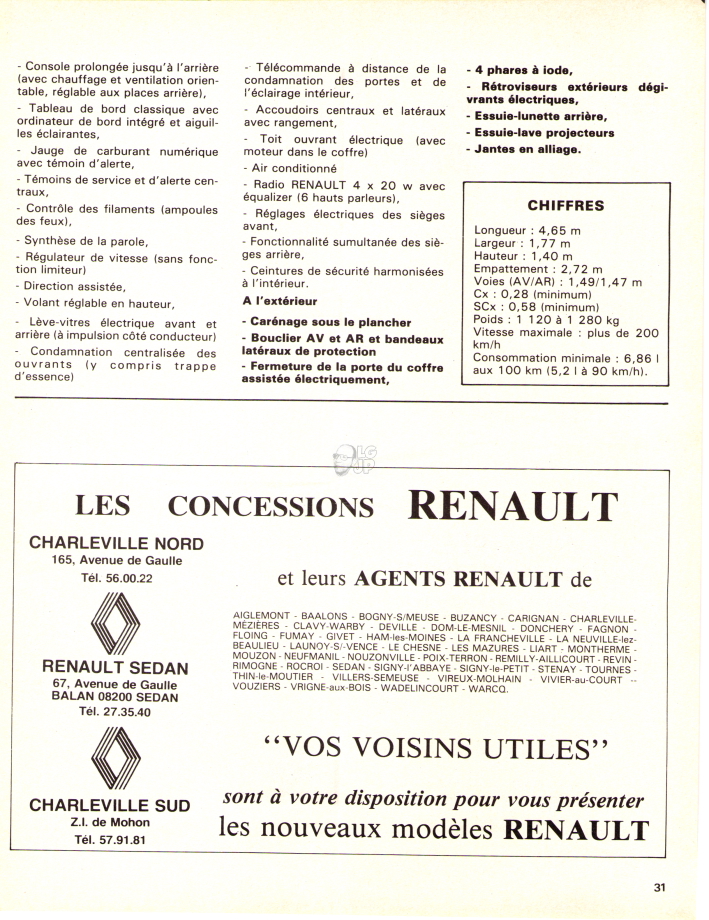 - Console prolongée jusqu'à l'arrière
(avec chauffage et ventilation orien-
table, réglable aux places arrière),
- Tableau de bord classique avec
ordinateur de bord intégré et aiguil-
les éclairantes,
- Jauge de carburant numérique
avec témoin d'alerte,
- Témoins de service et d'alerte cen-
traux,
- Contrôle des filaments (ampoules
des feux),
- Synthèse de la parole,
- Régulateur de vitesse (sans fonc-
tion limiteur)
- Direction assistée,
- Volant réglable en hauteur,
- Lève-vitres électrique avant et
arrière (à impulsion côté conducteur)
- Condamnation centralisée des
ouvrants (y compris trappe
d'essence)
- Télécommande à distance de la
condamnation des portes et de
l'éclairage intérieur,
- Accoudoirs centraux et latéraux
avec rangement,
- Toit ouvrant électrique (avec
moteur dans le coffre)
- Air conditionné
- Radio RENAULT 4 x 20 w avec
équalizer (6 hauts parleurs),
- Réglages électriques des sièges
avant,
- Fonctionnalité sumultanée des siè-
ges arrière,
- Ceintures de sécurité harmonisées
à l'intérieur.
A l'extérieur
- Carénage sous le plancher
- Bouclier AV et AR et bandeaux
latéraux de protection
- Fermeture de la porte du coffre
assistée électriquement,
- 4 phares à iode,
- Rétroviseurs extérieurs dégi-
vrants électriques,
- Essuie-lunette arrière,
- Essuie-lave projecteurs
- Jantes en alliage.
CHIFFRES
Longueur : 4,65 m
Largeur : 1,77 m
Hauteur : 1,40 m
Empattement : 2,72 m
Voies (AV/AR) : 1,49/1,47 m
Cx : 0,28 (minimum)
SCx : 0,58 (minimum)
Poids : 1 120 à 1 280 kg
Vitesse maximale : plus de 200
km/h
Consommation minimale : 6,86 l
aux 100 km (5,2 l à 90 km/h).
LG
JP
LES CONCESSIONS RENAULT
CHARLEVILLE NORD
165, Avenue de Gaulle
Tél. 56.00.22
RENAULT SEDAN
67, Avenue de Gaulle
BALAN 08200 SEDAN
Tél. 27.35.40
CHARLEVILLE SUD
Z.I. de Mohon
Tél. 57.91.81
et leurs AGENTS RENAULT de
AIGLEMONT - BAALONS - BOGNY-S/MEUSE - BUZANCY - CARIGNAN - CHARLEVILLE-
MÉZIÈRES - CLAVY-WARBY - DEVILLE - DOM-LE-MESNIL - DONCHERY - FAGNON -
FLOING - FUMAY - GIVET - HAM-les-MOINES - LA FRANCHEVILLE - LA NEUVILLE-lez-
BEAULIEU - LAUNOY-S/-VENCE - LE CHESNE - LES MAZURES - LIART - MONTHERME -
MOUZON - NEUFMANIL - NOUZONVILLE - POIX-TERRON - REMILLY-AILLICOURT - REVIN -
RIMOGNE - ROCROI - SEDAN - SIGNY-l'ABBAYE - SIGNY-le-PETIT - STENAY - TOURNES -
THIN-le-MOUTIER - VILLERS-SEMEUSE - VIREUX-MOLHAIN - VIVIER-au-COURT --
VOUZIERS - VRIGNE-aux-BOIS - WADELINCOURT - WARCQ.
"VOS VOISINS UTILES"
sont à votre disposition pour vous présenter
les nouveaux modèles RENAULT
31